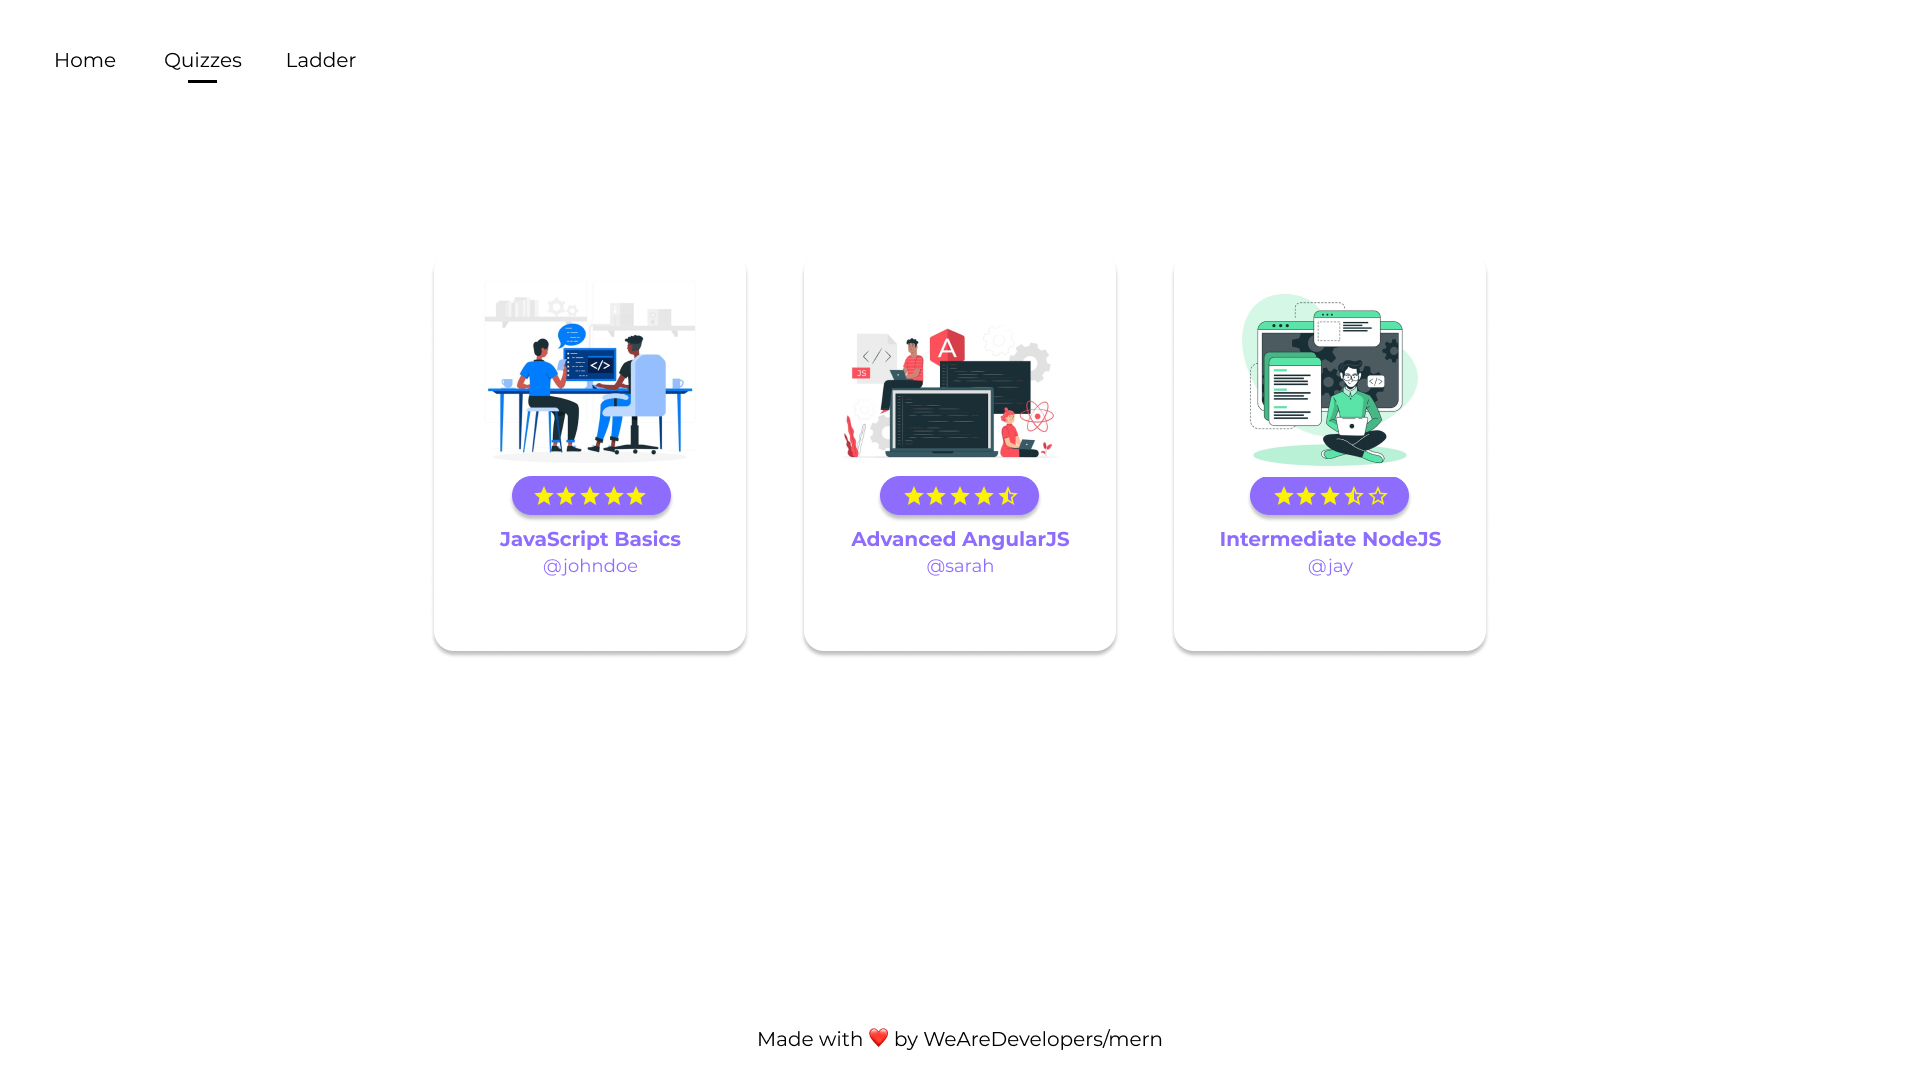 Home
Quizzes
Ladder
</>
JS
A
</>
</>
JavaScript Basics
@johndoe
Advanced AngularJS
@sarah
Intermediate NodeJS
@jay
Made with ❤️ by WeAreDevelopers/mern